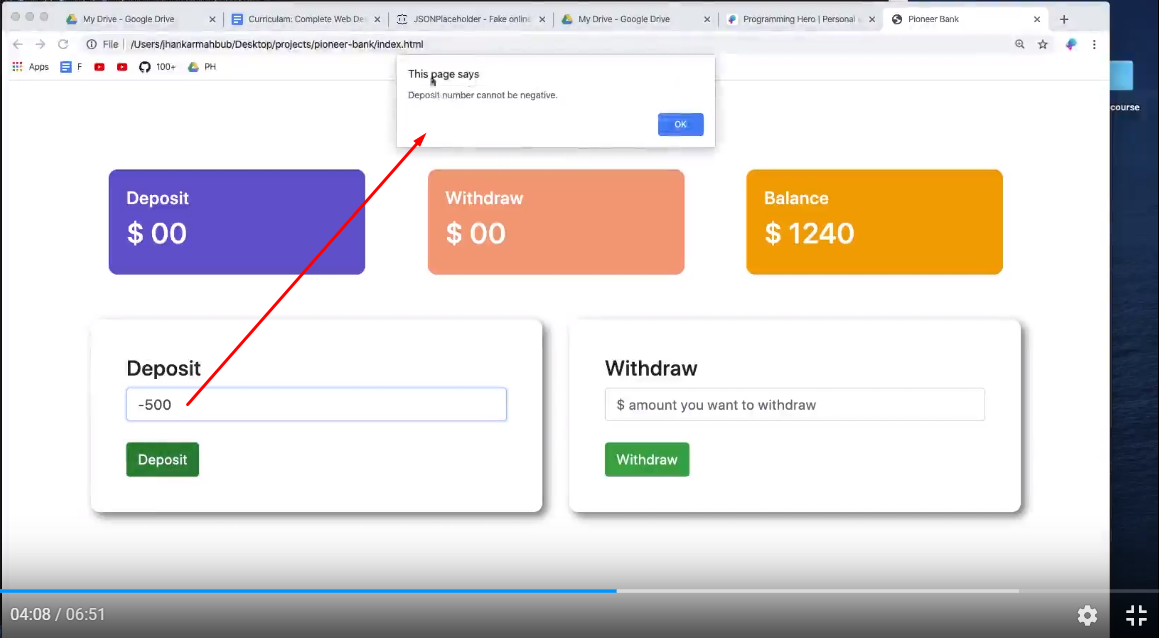 My Drive - Google Drive
Curriculam: Complete Web De
JSONPlaceholder - Fake online
My Drive - Google Drive
Programming Hero | Personal
Pioneer Bank
File /Users/jhankarmahbub/Desktop/projects/pioneer-bank/index.html
Apps F 100+ PH
This page says
Deposit number cannot be negative.
OK
course
Deposit
$ 00
Withdraw
$ 00
Balance
$ 1240
Deposit
-500
Deposit
Withdraw
$ amount you want to withdraw
Withdraw
04:08 / 06:51